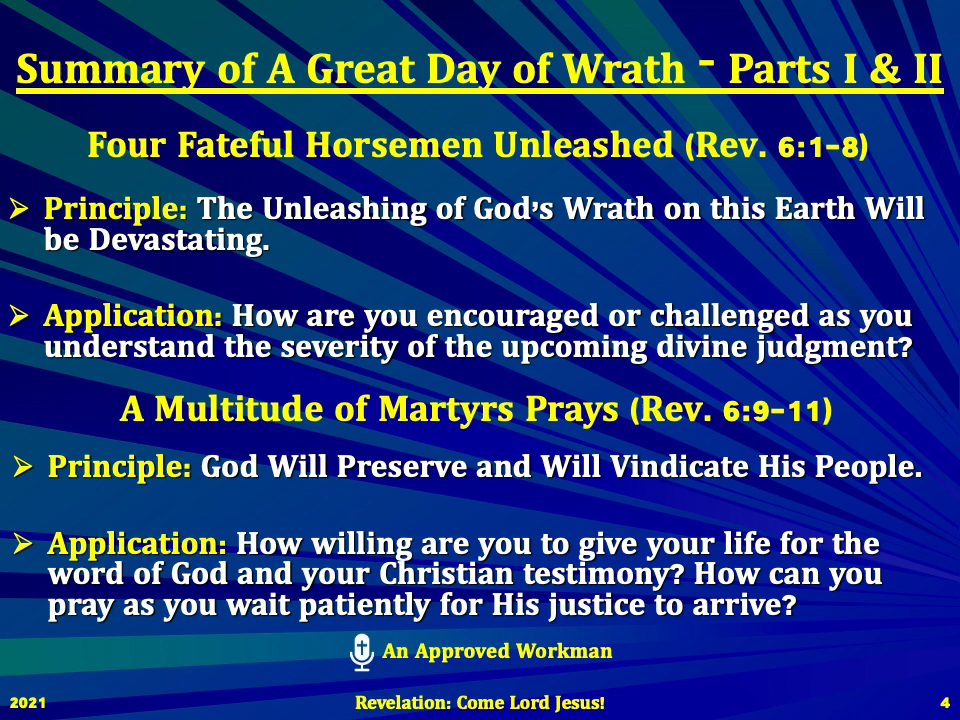 Summary of A Great Day of Wrath - Parts I & II
Four Fateful Horsemen Unleashed (Rev. 6:1-8)
➢ Principle: The Unleashing of God's Wrath on this Earth Will
be Devastating.
➢ Application: How are you encouraged or challenged as you
understand the severity of the upcoming divine judgment?
A Multitude of Martyrs Prays (Rev. 6:9-11)
➢ Principle: God Will Preserve and Will Vindicate His People.
➢ Application: How willing are you to give your life for the
word of God and your Christian testimony? How can you
pray as you wait patiently for His justice to arrive?
An Approved Workman
2021 Revelation: Come Lord Jesus! 4